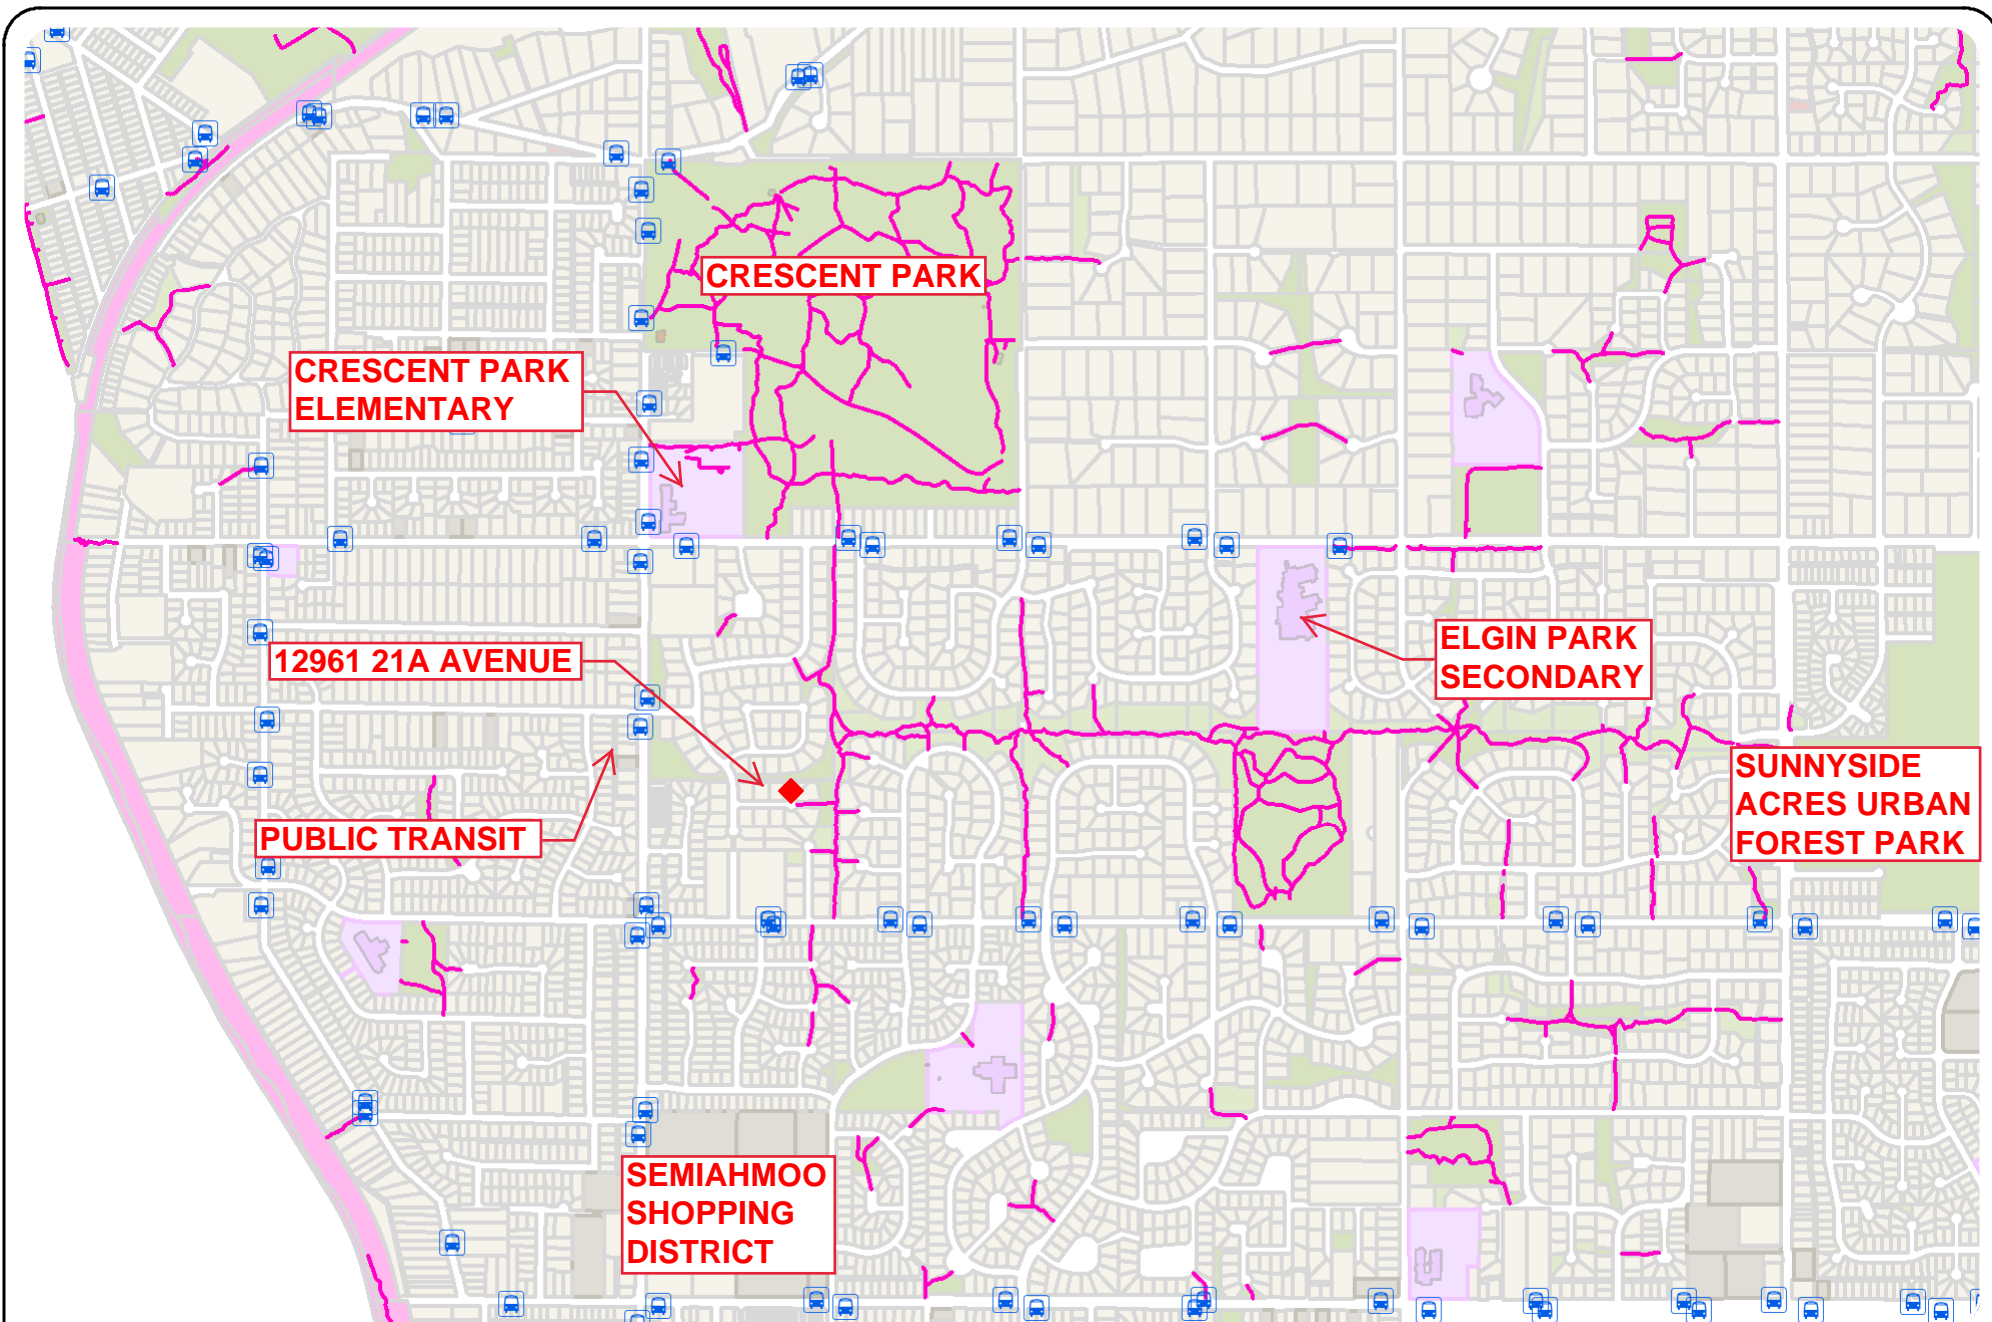 CRESCENT PARK
CRESCENT PARK
ELEMENTARY
12961 21A AVENUE
ELGIN PARK
SECONDARY
SUNNYSIDE
ACRES URBAN
FOREST PARK
PUBLIC TRANSIT
SEMIAHMOO
SHOPPING
DISTRICT